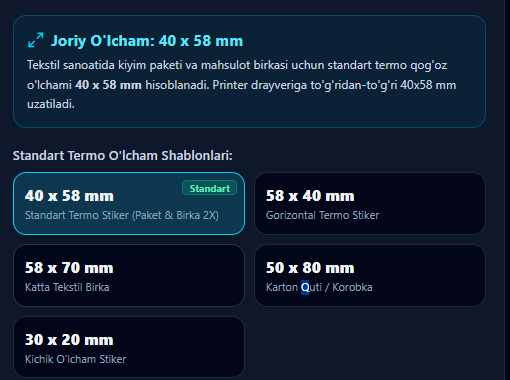 Joriy O'lcham: 40 x 58 mm
Tekstil sanoatida kiyim paketi va mahsulot birkasi uchun standart termo qog'oz
o'lchami 40 x 58 mm hisoblanadi. Printer drayveriga to'g'ridan-to'g'ri 40x58 mm
uzatiladi.
Standart Termo O'lcham Shablonlari:
40 x 58 mm
Standart
Standart Termo Stiker (Paket & Birka 2X)
58 x 40 mm
Gorizontal Termo Stiker
58 x 70 mm
Katta Tekstil Birka
50 x 80 mm
Karton Quti / Korobka
30 x 20 mm
Kichik O'lcham Stiker